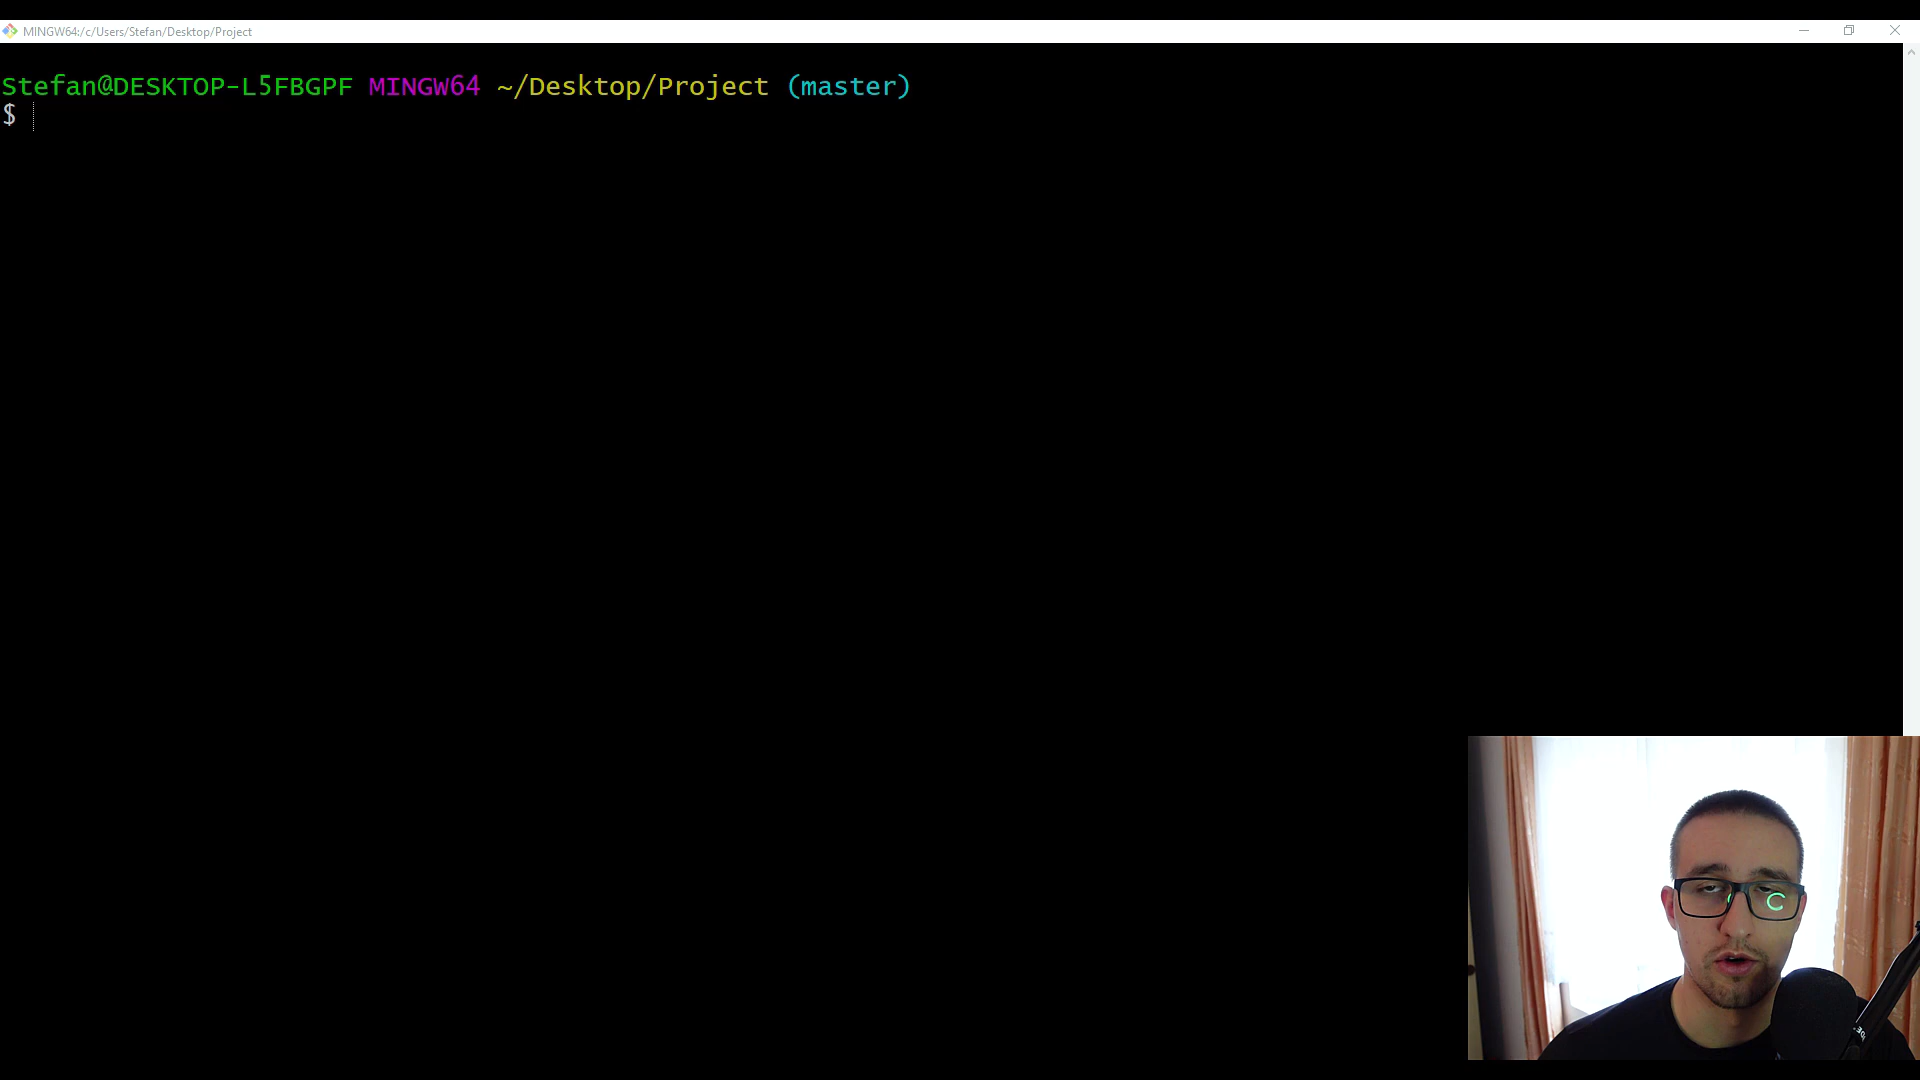 MINGW64:/c/Users/Stefan/Desktop/Project
Stefan@DESKTOP-L5FBGPF MINGW64 ~/Desktop/Project (master)
$